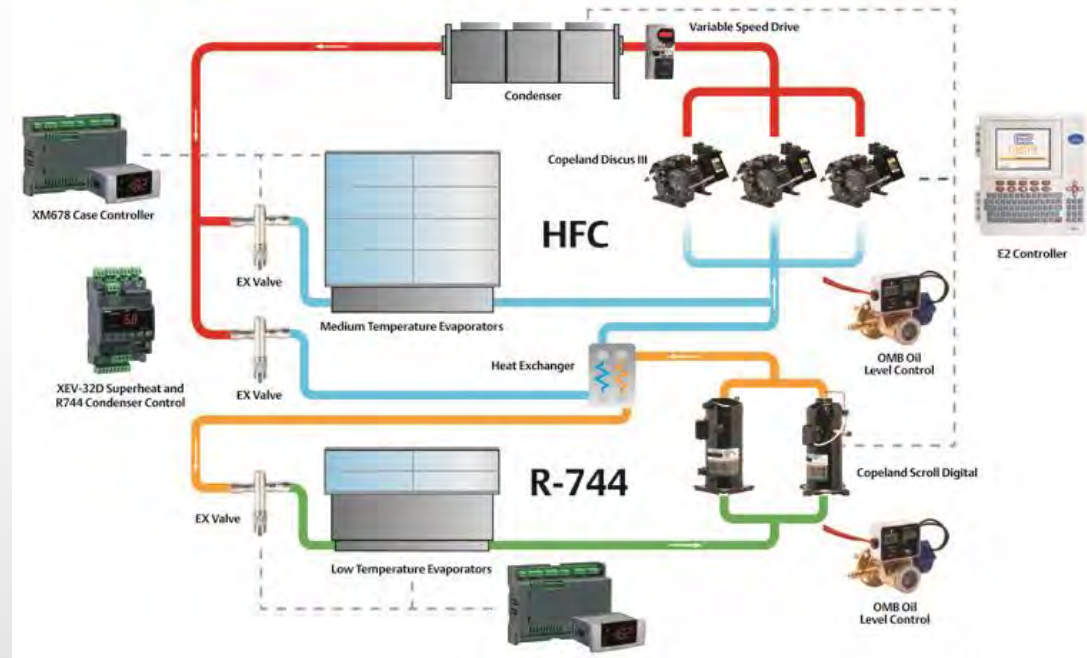 Variable Speed Drive
Condenser
Copeland Discus III
XM678 Case Controller
HFC
EX Valve
E2 Controller
Medium Temperature Evaporators
OMB Oil
Level Control
Heat Exchanger
XEV-32D Superheat and
R744 Condenser Control
EX Valve
R-744
Copeland Scroll Digital
EX Valve
Low Temperature Evaporators
OMB Oil
Level Control